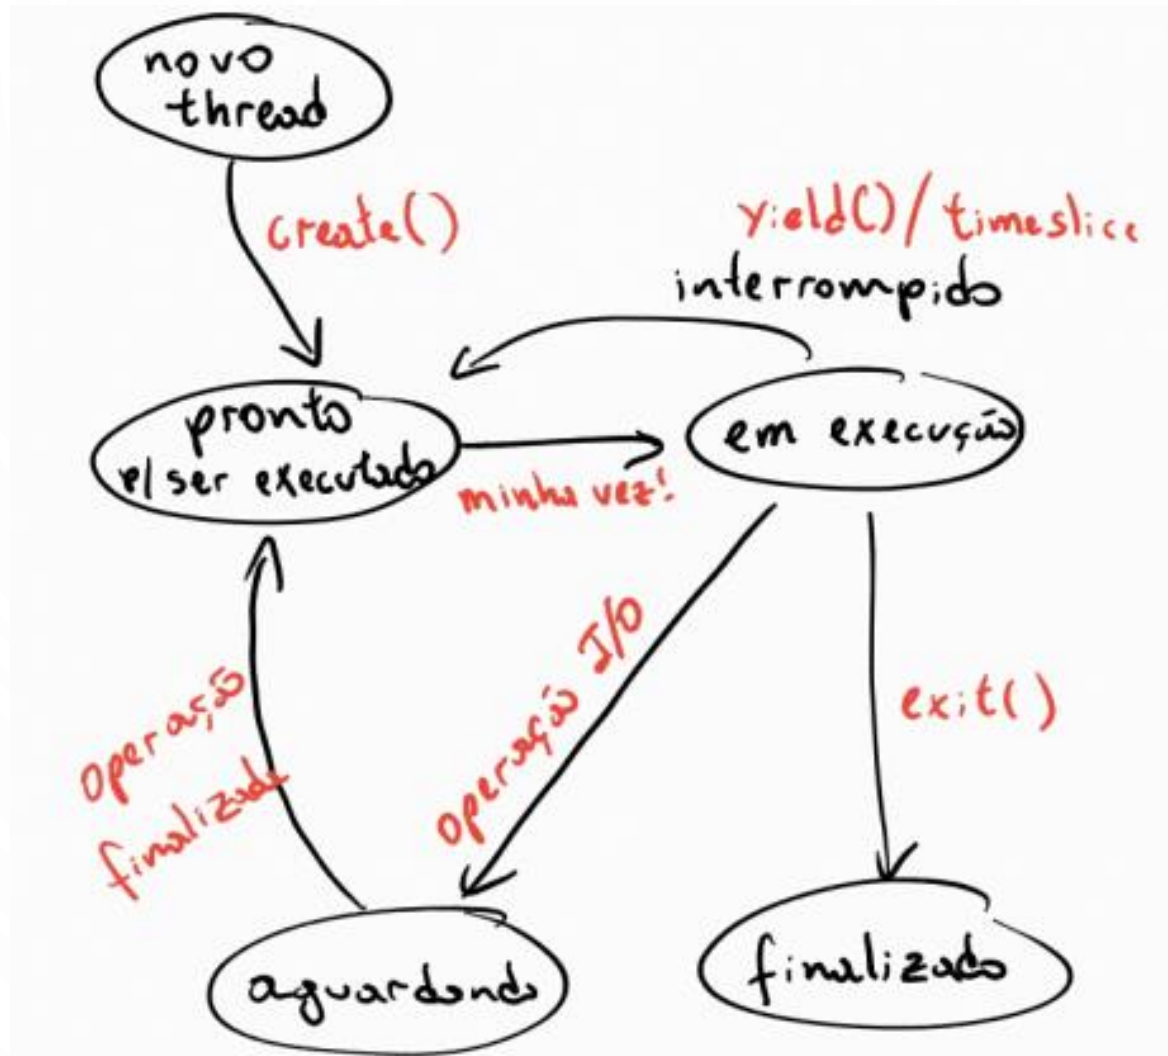 novo
thread
create()
yield()/timeslice
interrompido
pronto
p/ ser executado
minha vez!
em execução
operação
finalizada
operação I/O
exit()
aguardando
finalizado